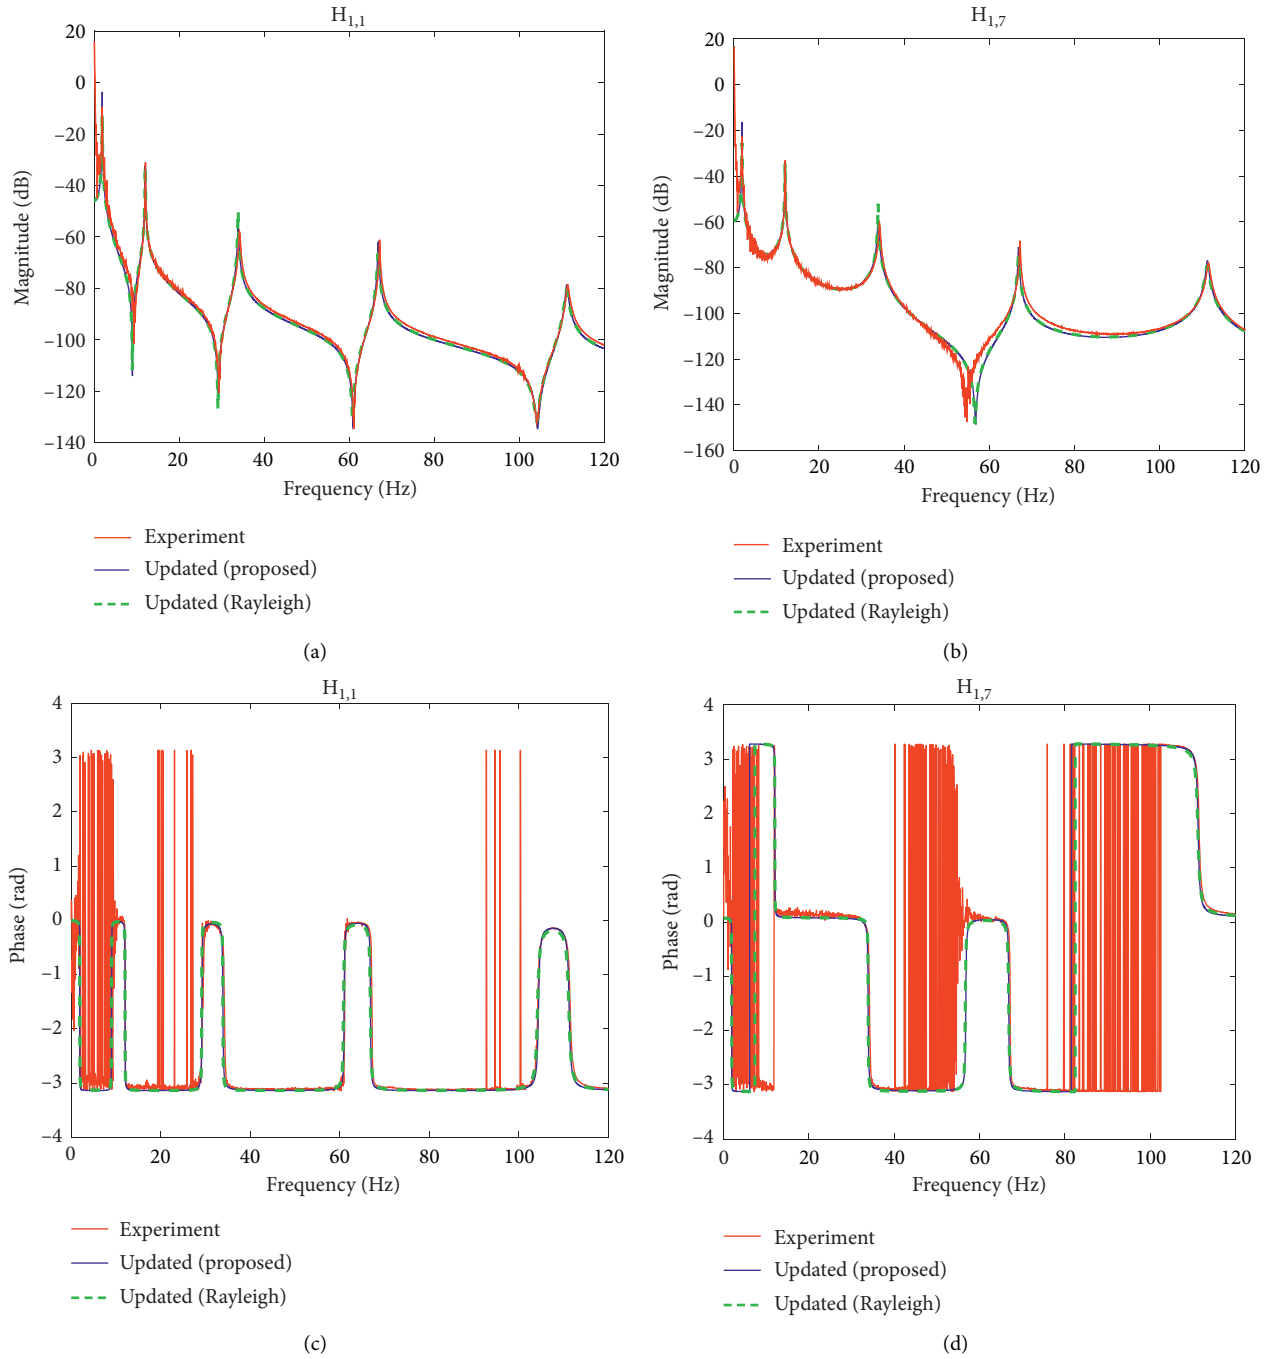 H1,1
20
0
−20
−40
−60
−80
−100
−120
−140
Magnitude (dB)
0 20 40 60 80 100 120
Frequency (Hz)
Experiment
Updated (proposed)
Updated (Rayleigh)
(a)
H1,7
20
0
−20
−40
−60
−80
−100
−120
−140
−160
Magnitude (dB)
0 20 40 60 80 100 120
Frequency (Hz)
Experiment
Updated (proposed)
Updated (Rayleigh)
(b)
H1,1
4
3
2
1
0
−1
−2
−3
−4
Phase (rad)
0 20 40 60 80 100 120
Frequency (Hz)
Experiment
Updated (proposed)
Updated (Rayleigh)
(c)
H1,7
4
3
2
1
0
−1
−2
−3
−4
Phase (rad)
0 20 40 60 80 100 120
Frequency (Hz)
Experiment
Updated (proposed)
Updated (Rayleigh)
(d)